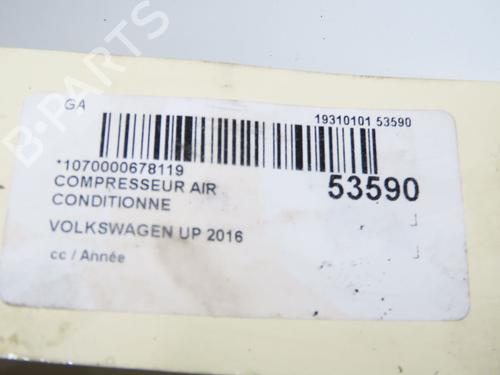 GA
19310101 53590
*1070000678119
COMPRESSEUR AIR
CONDITIONNE
53590
VOLKSWAGEN UP 2016
cc / Année
B-PARTS